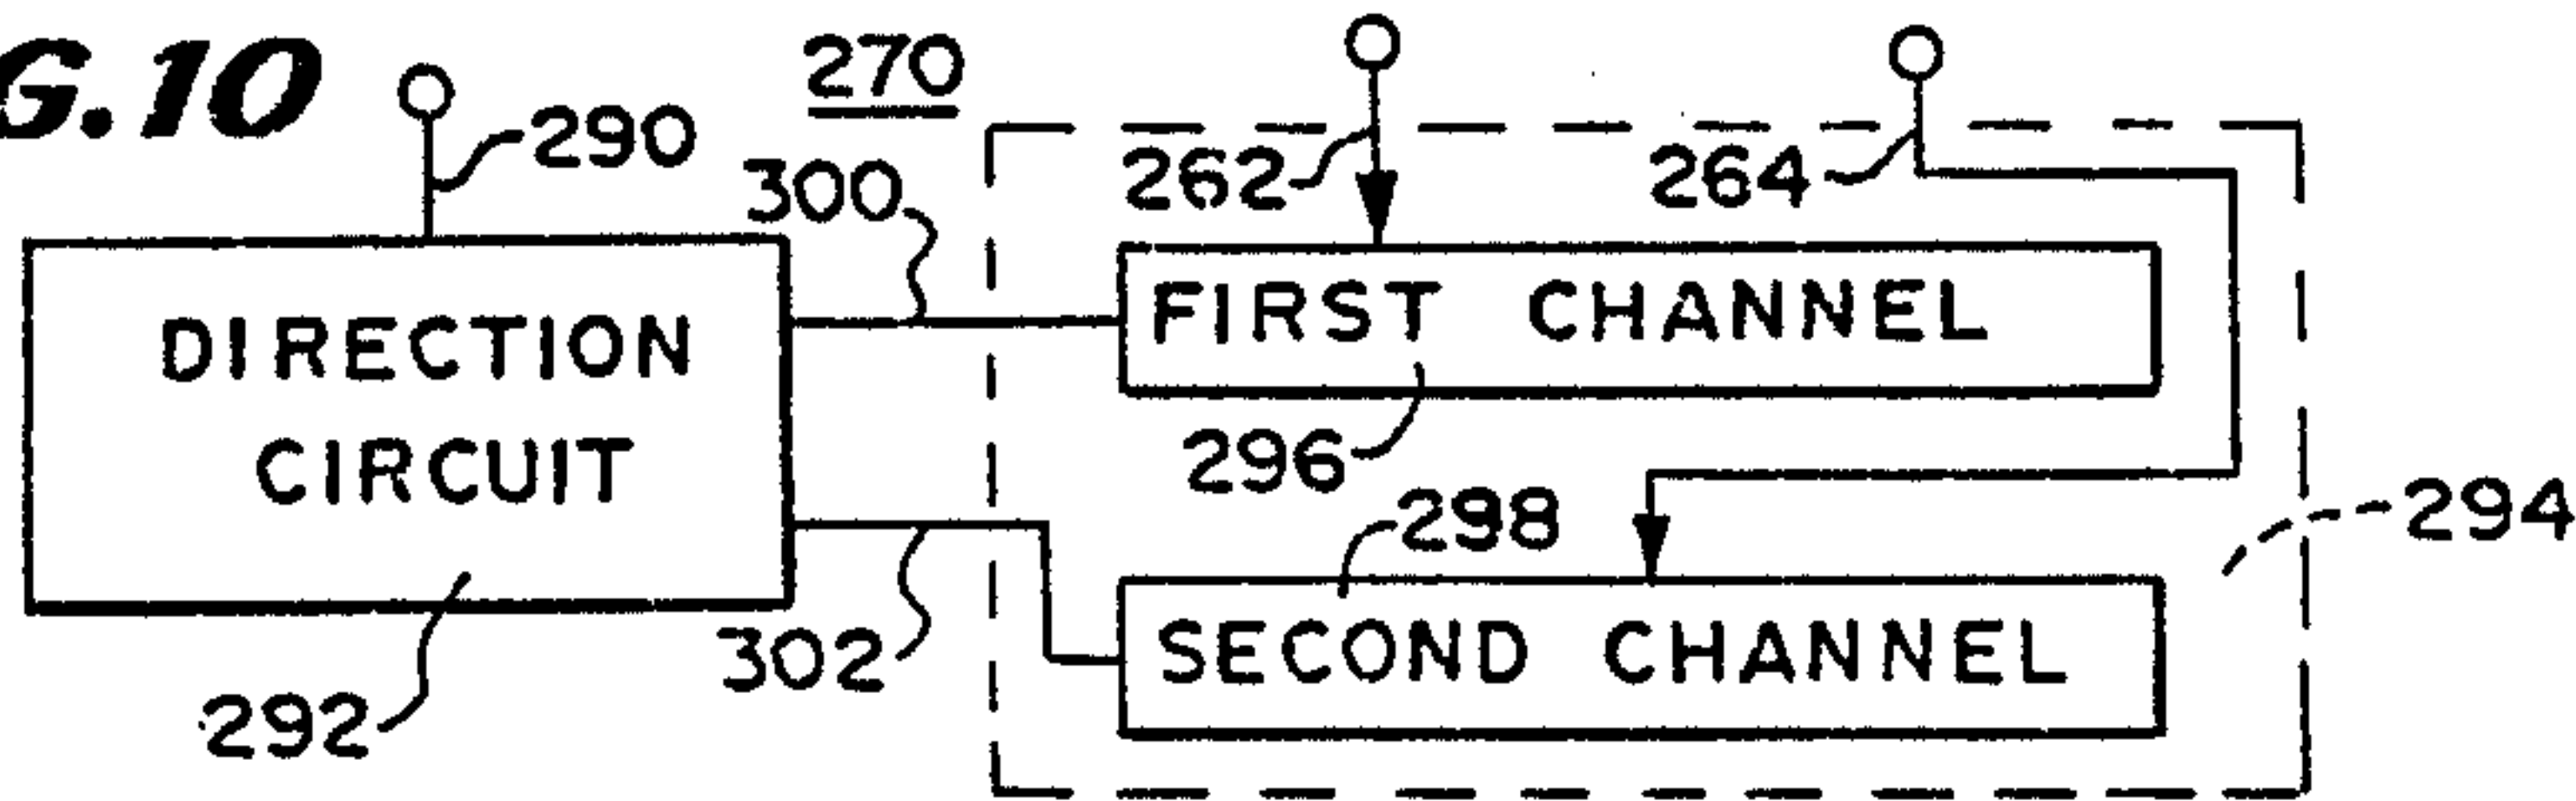 G.10
270
290
300
262
264
DIRECTION
CIRCUIT
FIRST CHANNEL
296
298
294
302
SECOND CHANNEL
292